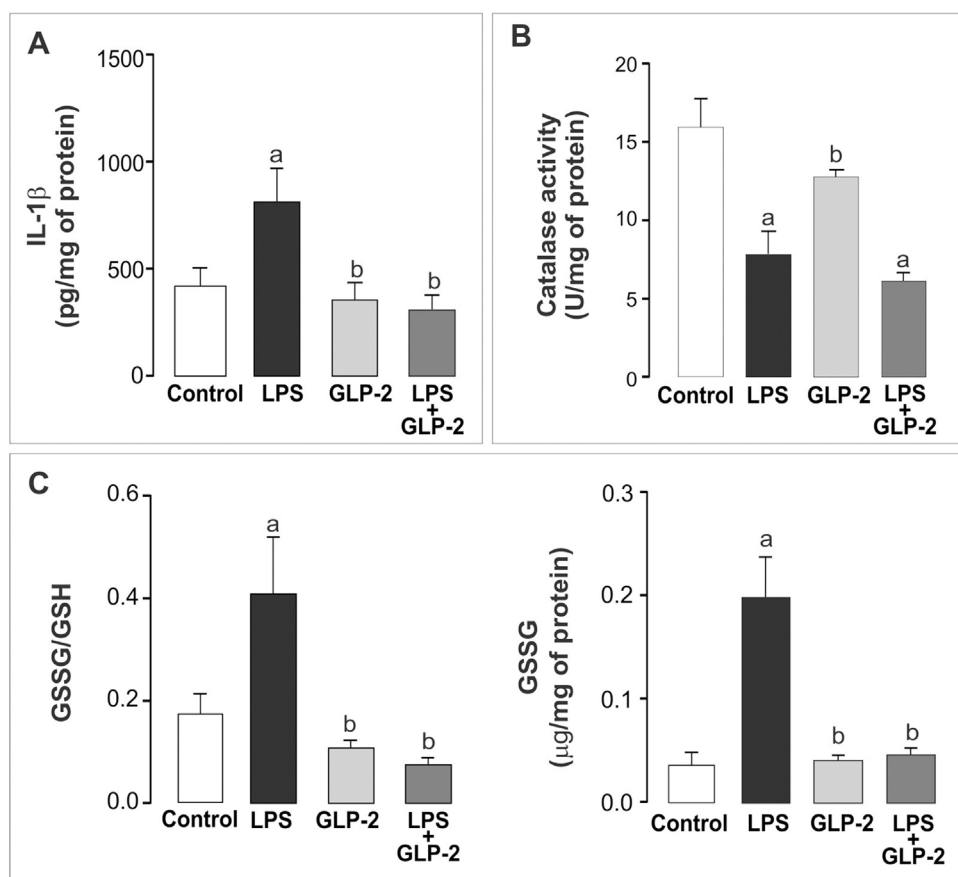 A
IL-1β
(pg/mg of protein)
1500
1000
500
0
a
b
b
Control
LPS
GLP-2
LPS
+
GLP-2
B
Catalase activity
(U/mg of protein)
20
15
10
5
0
a
b
a
Control
LPS
GLP-2
LPS
+
GLP-2
C
GSSG/GSH
0.6
0.4
0.2
0.0
a
b
b
Control
LPS
GLP-2
LPS
+
GLP-2
GSSG
(μg/mg of protein)
0.3
0.2
0.1
0.0
a
b
b
Control
LPS
GLP-2
LPS
+
GLP-2